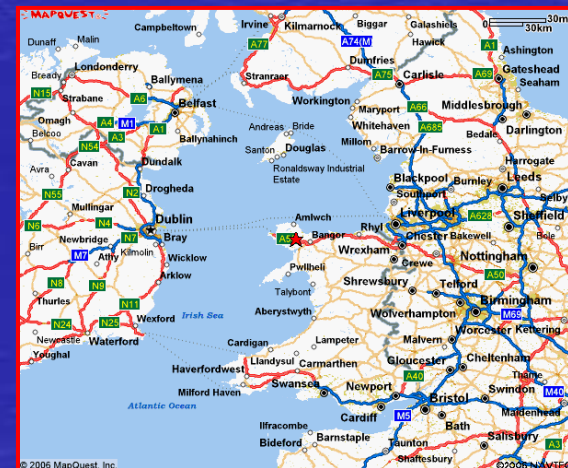 MAPQUEST
30m
0
30km
Campbeltown
Irvine
Kilmarnock
Biggar
Galashiels
Hawick
A77
A74(M)
A1
Dunaff
Malin
Ashington
Londonderry
Bready
Ballymena
Stranraer
Dumfries
A75
Carlisle
A69
Gateshead
Seaham
N15
Strabane
A6
Belfast
Workington
Maryport
A66
Middlesbrough
Omagh
A4
M1
A1
A3
Belcoo
N54
Ballynahinch
Andreas
Bride
Whitehaven
A685
Darlington
Santon
Douglas
Millom
Bedale
Cavan
Dundalk
Ronaldsway Industrial
Estate
Barrow-In-Furness
Harrogate
Avra
N55
N2
Drogheda
Blackpool
Burnley
Leeds
Southport
Selby
Mullingar
Dublin
Amlwch
Liverpool
A628
N6
N4
N7
Bray
A5
Bangor
Rhyl
Chester
Bakewell
Sheffield
Bole
Newbridge
Kilmolin
Wrexham
Birr
M7
Athy
Wicklow
Crewe
Nottingham
Pwllheli
N8
N9
Arklow
Shrewsbury
Telford
A50
Thurles
Talybont
Birmingham
N11
Irish Sea
Aberystwyth
Wolverhampton
M69
N24
N25
Wexford
Worcester
Kettering
Newcastle
Waterford
Cardigan
Lampeter
Malvern
Youghal
Llandysul
Carmarthen
Gloucester
Cheltenham
Haverfordwest
A40
Thame
Milford Haven
Swansea
Newport
Swindon
M40
Atlantic Ocean
Cardiff
M5
Bristol
Maidenhead
Bath
Ilfracombe
Barnstaple
Taunton
Salisbury
A3
Bideford
Shaftesbury
© 2006 MapQuest, Inc